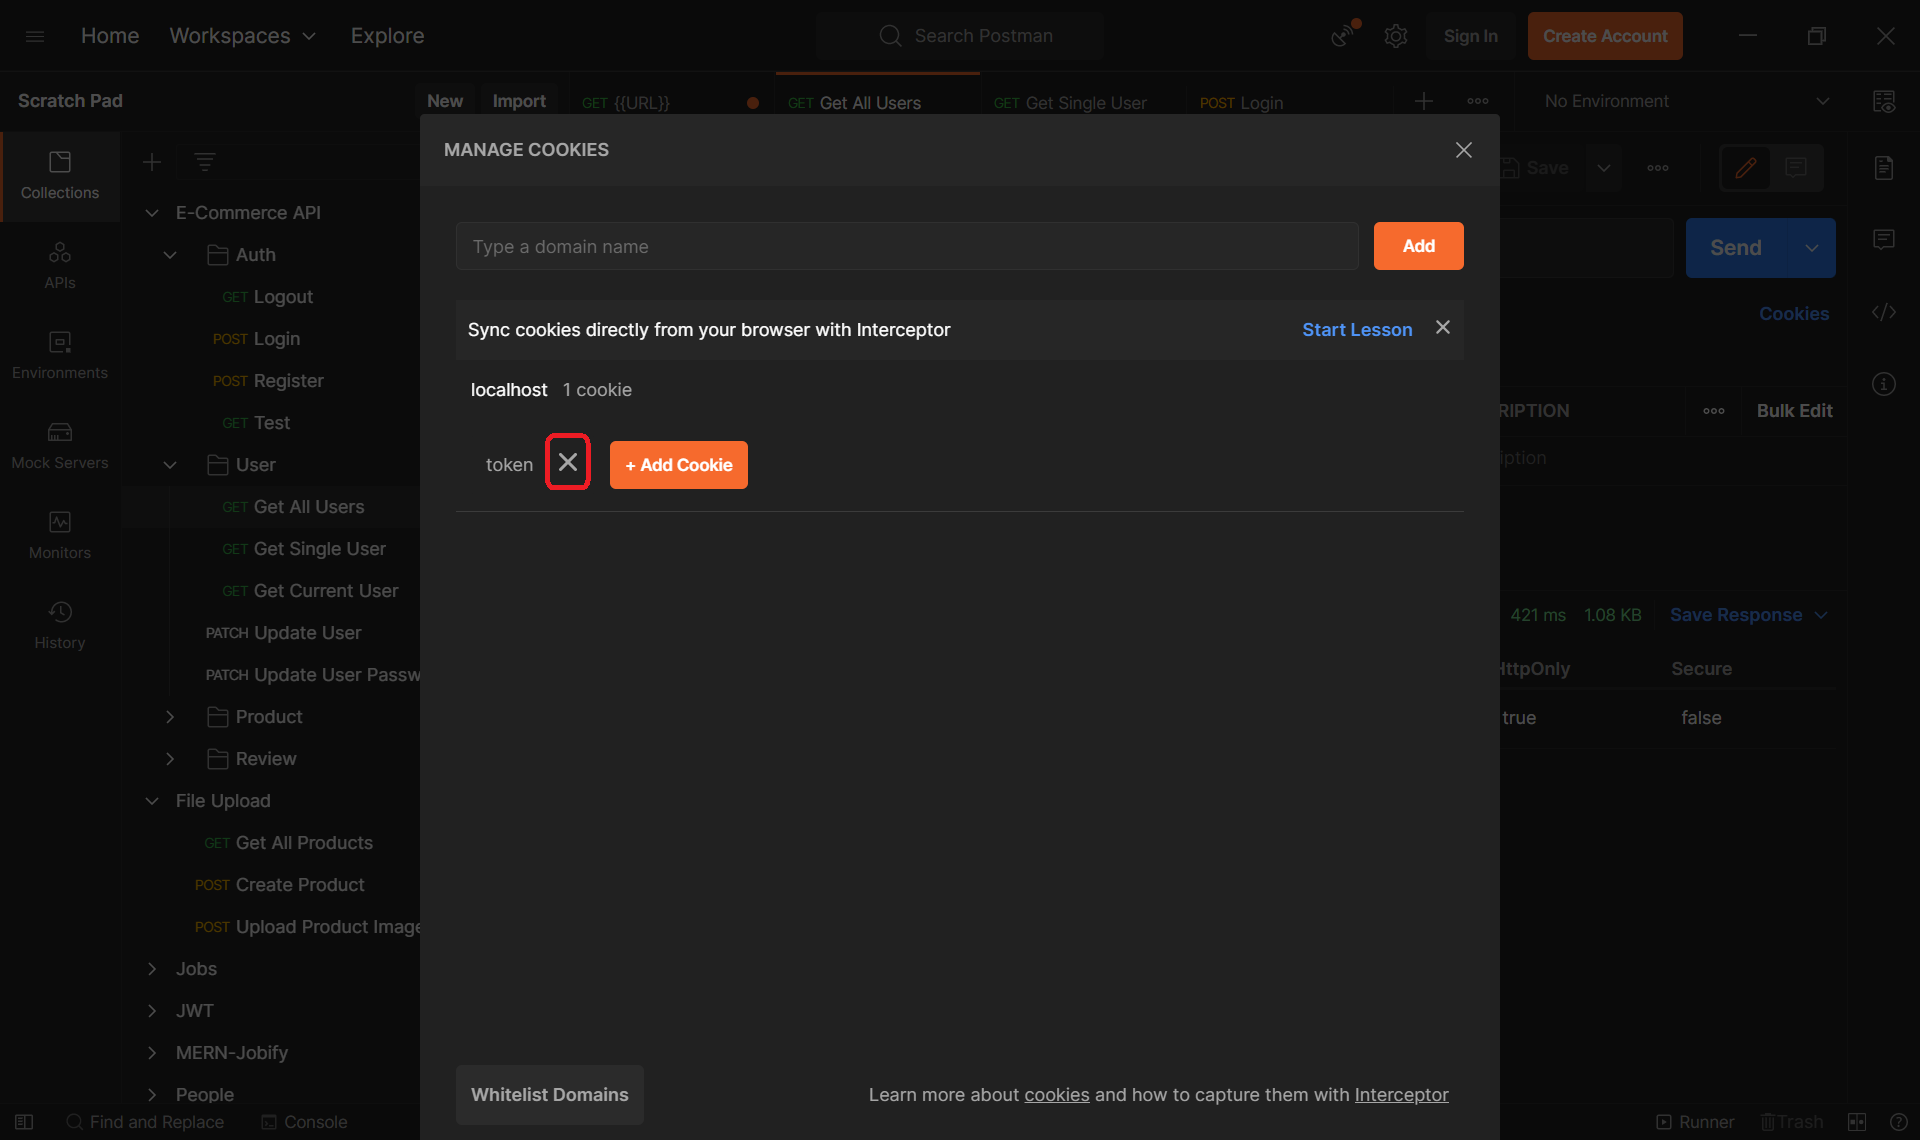 Home Workspaces Explore Search Postman Sign In Create Account
Scratch Pad New Import GET {{URL}} GET Get All Users GET Get Single User POST Login No Environment
MANAGE COOKIES
Save
Collections
E-Commerce API
Type a domain name Add
Send
Auth
APIs
GET Logout
Cookies
Sync cookies directly from your browser with Interceptor Start Lesson
POST Login
Environments
POST Register
localhost 1 cookie
RIPTION Bulk Edit
GET Test
Mock Servers
User
token + Add Cookie
iption
GET Get All Users
Monitors
GET Get Single User
GET Get Current User
421 ms 1.08 KB Save Response
History
PATCH Update User
HttpOnly Secure
PATCH Update User Passw
Product
true false
Review
File Upload
GET Get All Products
POST Create Product
POST Upload Product Image
Jobs
JWT
MERN-Jobify
People
Whitelist Domains Learn more about cookies and how to capture them with Interceptor
Find and Replace Console Runner Trash